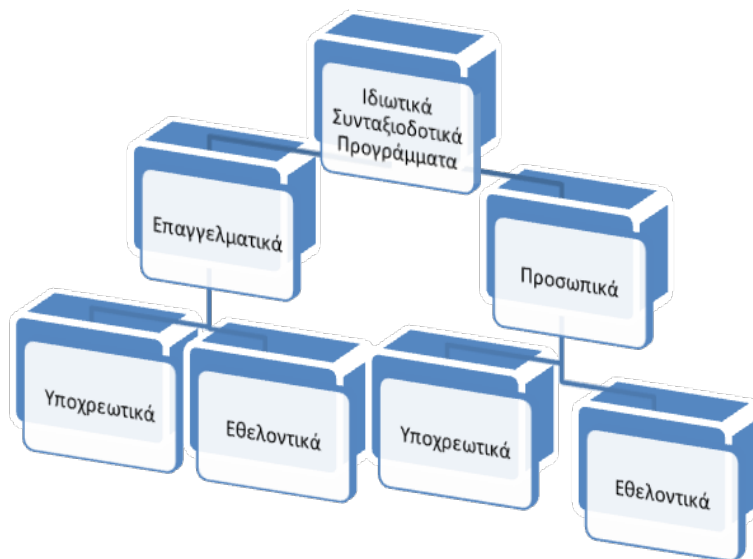 Ιδιωτικά
Συνταξιοδοτικά
Προγράμματα
Επαγγελματικά
Προσωπικά
Υποχρεωτικά
Εθελοντικά
Υποχρεωτικά
Εθελοντικά